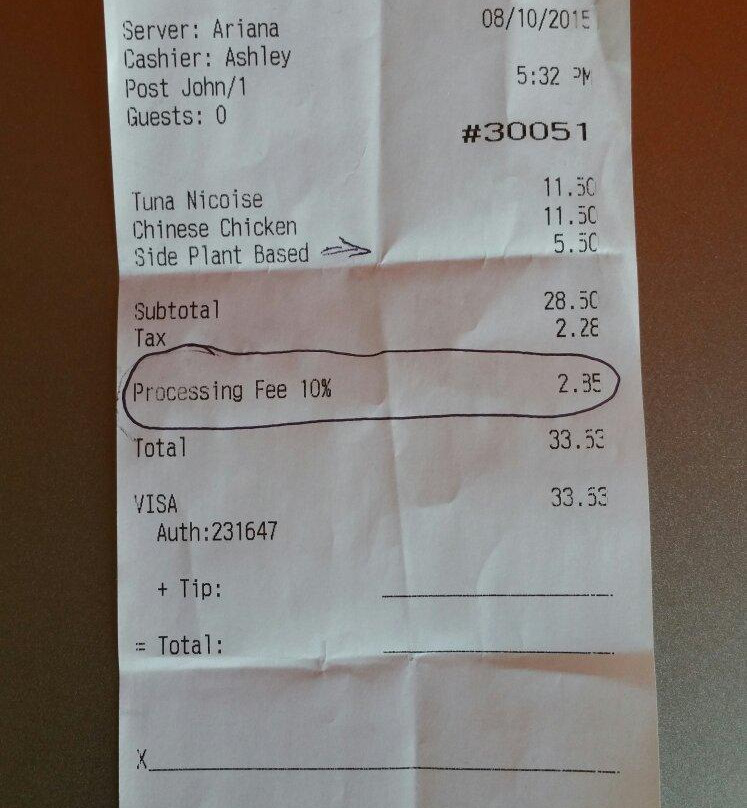 Server: Ariana 08/10/2015
Cashier: Ashley
Post John/1 5:32 PM
Guests: 0
#30051
Tuna Nicoise 11.50
Chinese Chicken 11.50
Side Plant Based 5.50
Subtotal 28.50
Tax 2.28
Processing Fee 10% 2.85
Total 33.63
VISA 33.63
Auth:231647
+ Tip:
= Total:
X